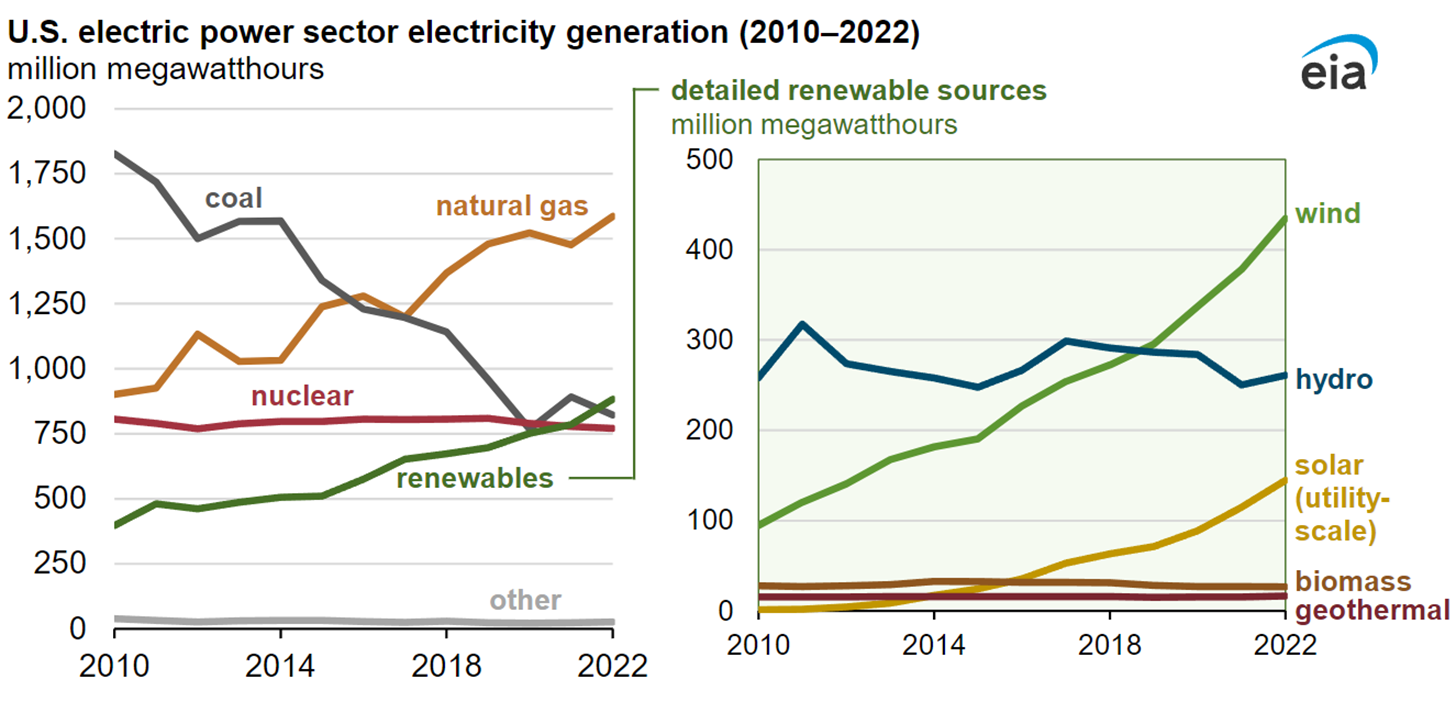 U.S. electric power sector electricity generation (2010–2022)
million megawatthours
eia
2,000
1,750
1,500
1,250
1,000
750
500
250
0
coal
natural gas
nuclear
renewables
other
2010
2014
2018
2022
detailed renewable sources
million megawatthours
500
400
300
200
100
0
wind
hydro
solar
(utility-
scale)
biomass
geothermal
2010
2014
2018
2022